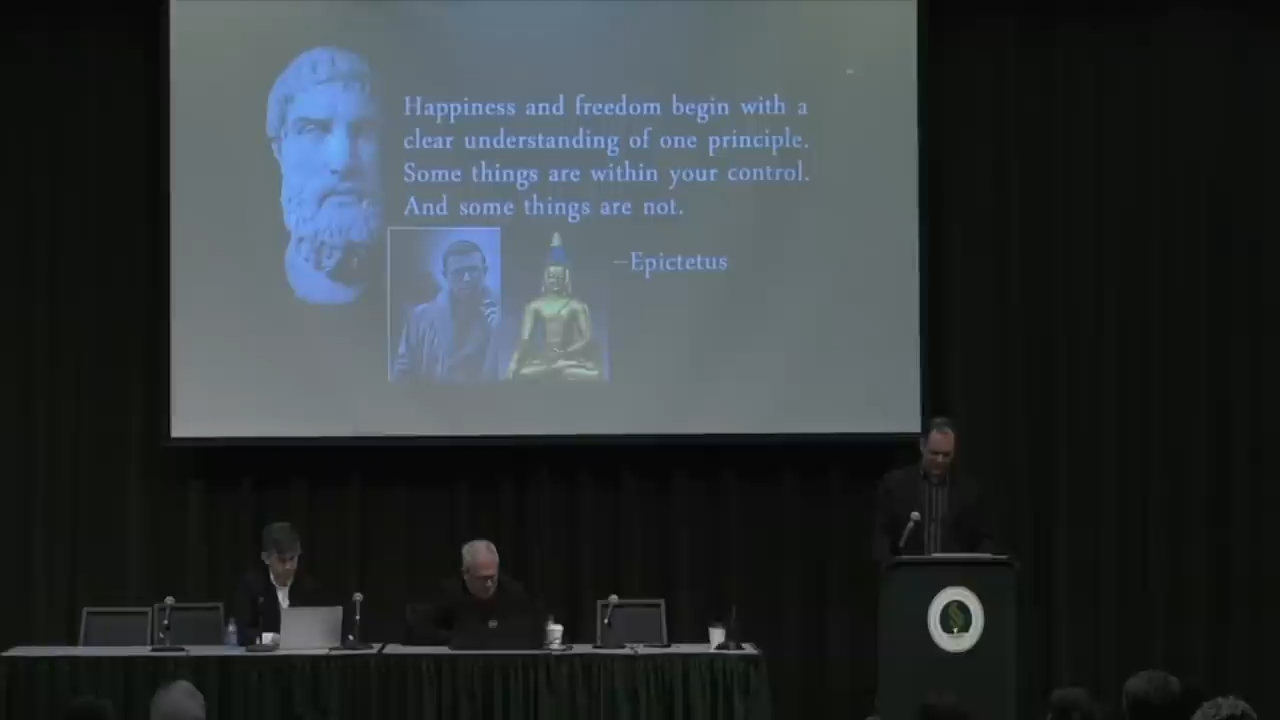 Happiness and freedom begin with a
clear understanding of one principle.
Some things are within your control.
And some things are not.
–Epictetus